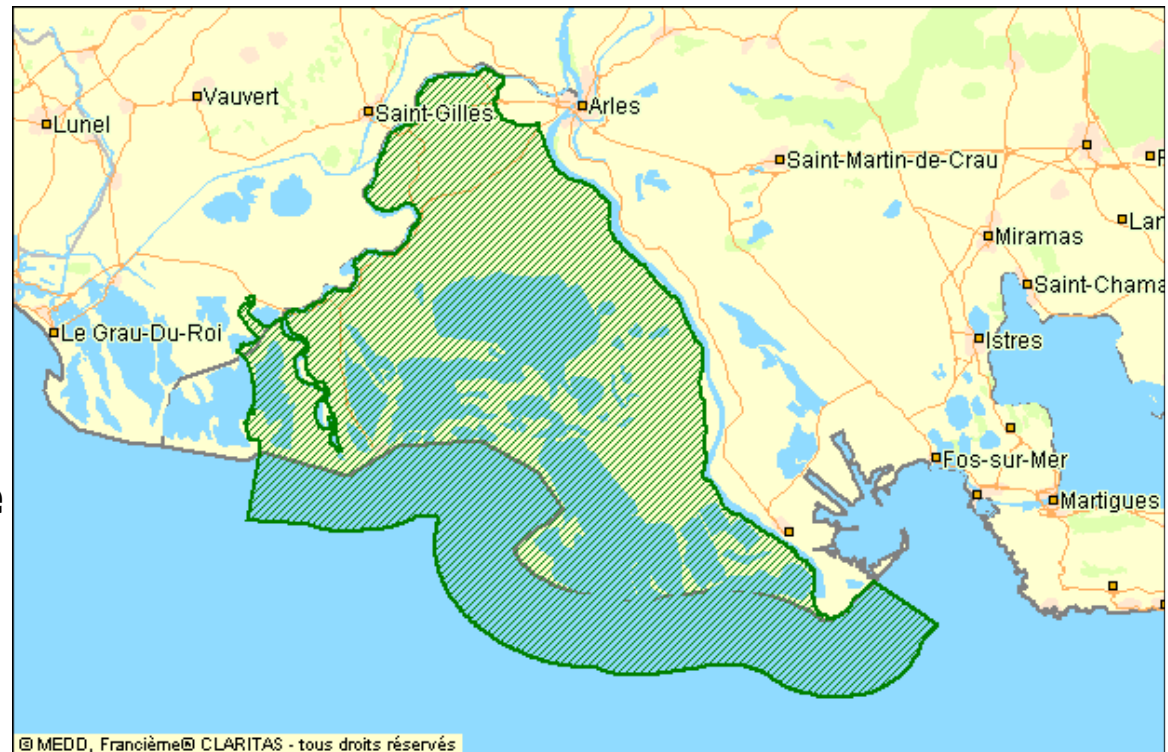 Vauvert
Saint-Gilles
Arles
Lunel
Saint-Martin-de-Crau
Miramas
Saint-Chama
Le Grau-Du-Roi
Istres
Fos-sur-Mer
Martigues
e
Lar
© MEDD, Francième® CLARITAS - tous droits réservés